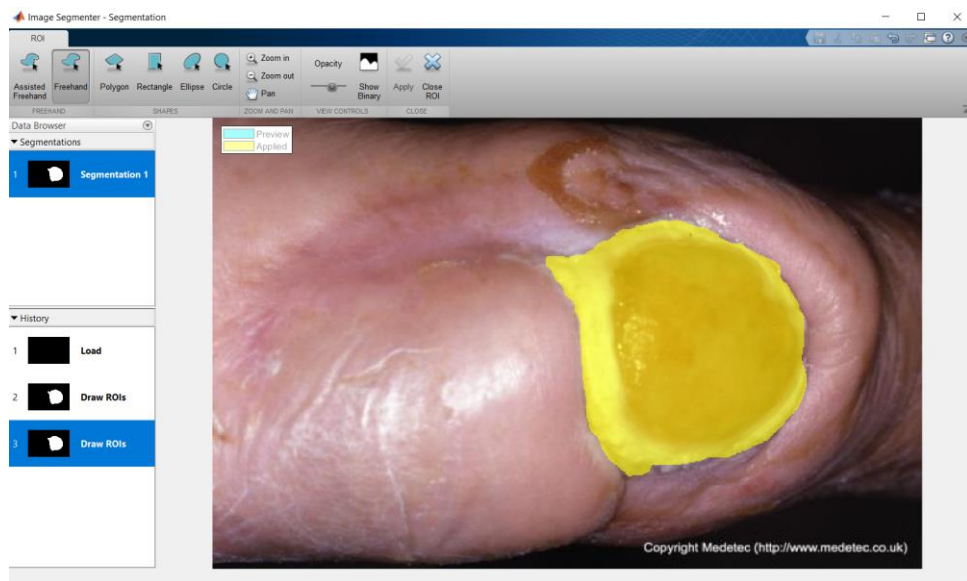 Image Segmenter - Segmentation
ROI
Assisted Freehand
Freehand
Polygon
Rectangle
Ellipse
Circle
Zoom in
Zoom out
Pan
Opacity
Show Binary
Apply
Close ROI
FREEHAND
SHAPES
ZOOM AND PAN
VIEW CONTROLS
CLOSE
Data Browser
Segmentations
1 Segmentation 1
History
1 Load
2 Draw ROIs
3 Draw ROIs
Preview
Applied
Copyright Medetec (http://www.medetec.co.uk)